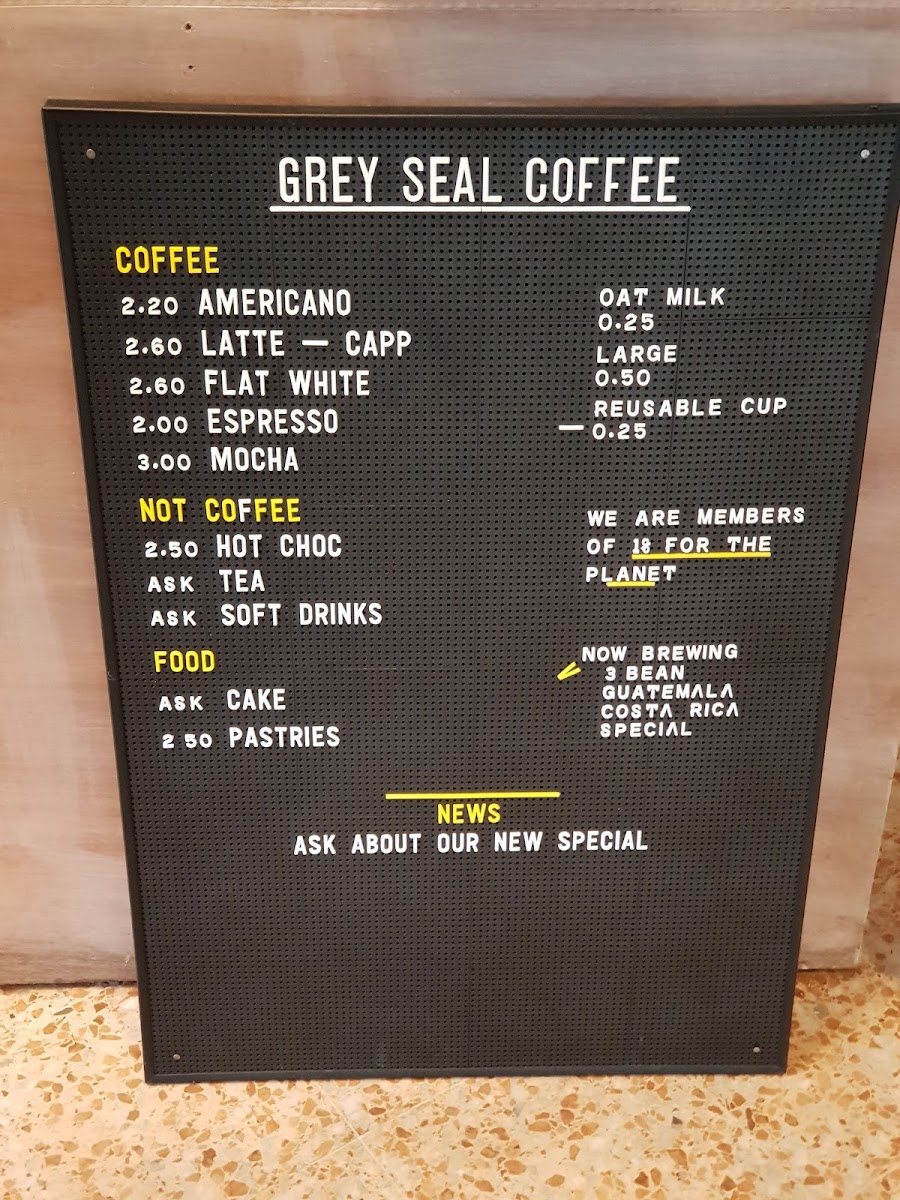 GREY SEAL COFFEE
COFFEE
2.20 AMERICANO
2.60 LATTE — CAPP
2.60 FLAT WHITE
2.00 ESPRESSO
3.00 MOCHA
NOT COFFEE
2.50 HOT CHOC
ASK TEA
ASK SOFT DRINKS
FOOD
ASK CAKE
2 50 PASTRIES
OAT MILK
0.25
LARGE
0.50
REUSABLE CUP
— 0.25
WE ARE MEMBERS
OF 1% FOR THE
PLANET
NOW BREWING
3 BEAN
GUATEMALA
COSTA RICA
SPECIAL
NEWS
ASK ABOUT OUR NEW SPECIAL